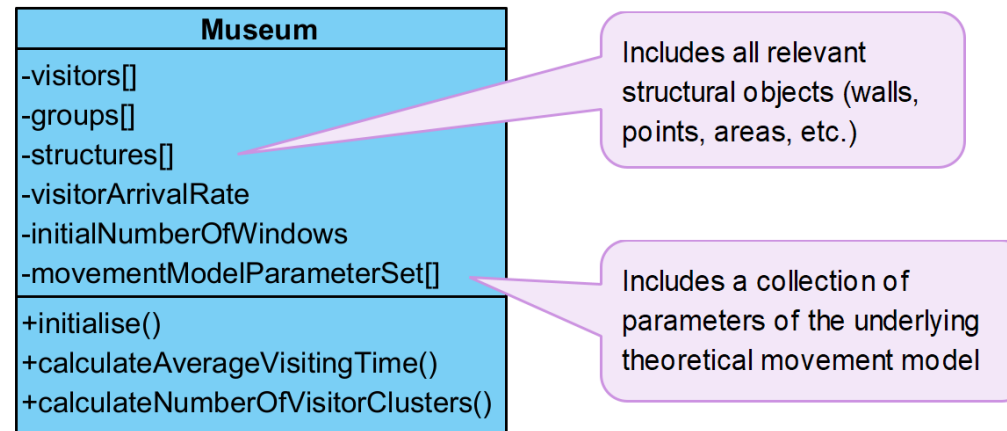 Museum
-visitors[]
-groups[]
-structures[]
-visitorArrivalRate
-initialNumberOfWindows
-movementModelParameterSet[]
+initialise()
+calculateAverageVisitingTime()
+calculateNumberOfVisitorClusters()
Includes all relevant
structural objects (walls,
points, areas, etc.)
Includes a collection of
parameters of the underlying
theoretical movement model